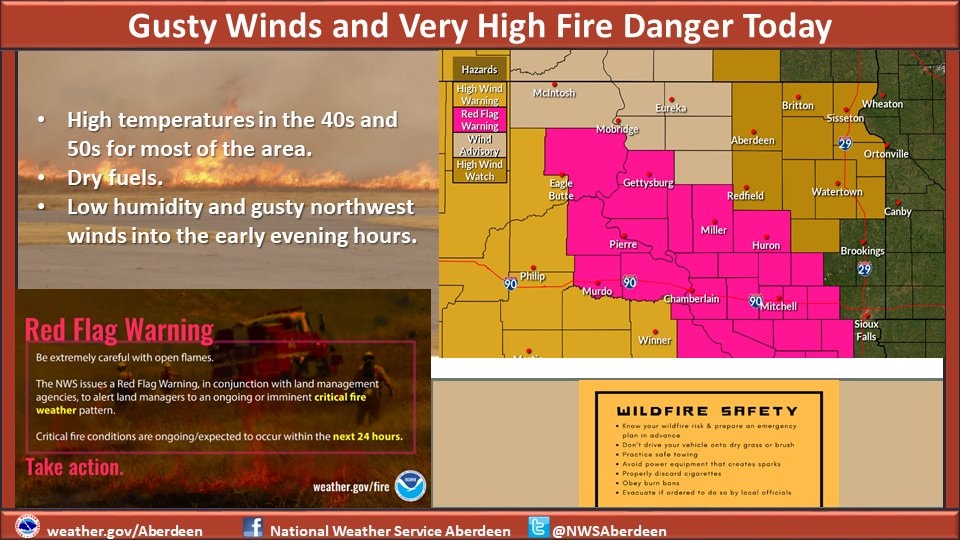 Gusty Winds and Very High Fire Danger Today
• High temperatures in the 40s and
50s for most of the area.
• Dry fuels.
• Low humidity and gusty northwest
winds into the early evening hours.
Red Flag Warning
Be extremely careful with open flames.
The NWS issues a Red Flag Warning, in conjunction with land management
agencies, to alert land managers to an ongoing or imminent critical fire
weather pattern.
Critical fire conditions are ongoing/expected to occur within the next 24 hours.
Take action.
weather.gov/fire
Hazards
High Wind
Warning
Red Flag
Warning
Wind
Advisory
High Wind
Watch
McIntosh
Eureka
Mobridge
Britton
Wheaton
Sisseton
Aberdeen
29
Ortonville
Eagle
Butte
Gettysburg
Redfield
Watertown
Canby
Miller
Pierre
Huron
Brookings
29
Philip
90
Murdo
90
Chamberlain
90
Mitchell
Sioux
Falls
Winner
WILDFIRE SAFETY
• Know your wildfire risk & prepare an emergency
plan in advance
• Don't drive your vehicle onto dry grass or brush
• Practice safe towing
• Avoid power equipment that creates sparks
• Properly discard cigarettes
• Obey burn bans
• Evacuate if ordered to do so by local officials
weather.gov/Aberdeen
National Weather Service Aberdeen
@NWSAberdeen